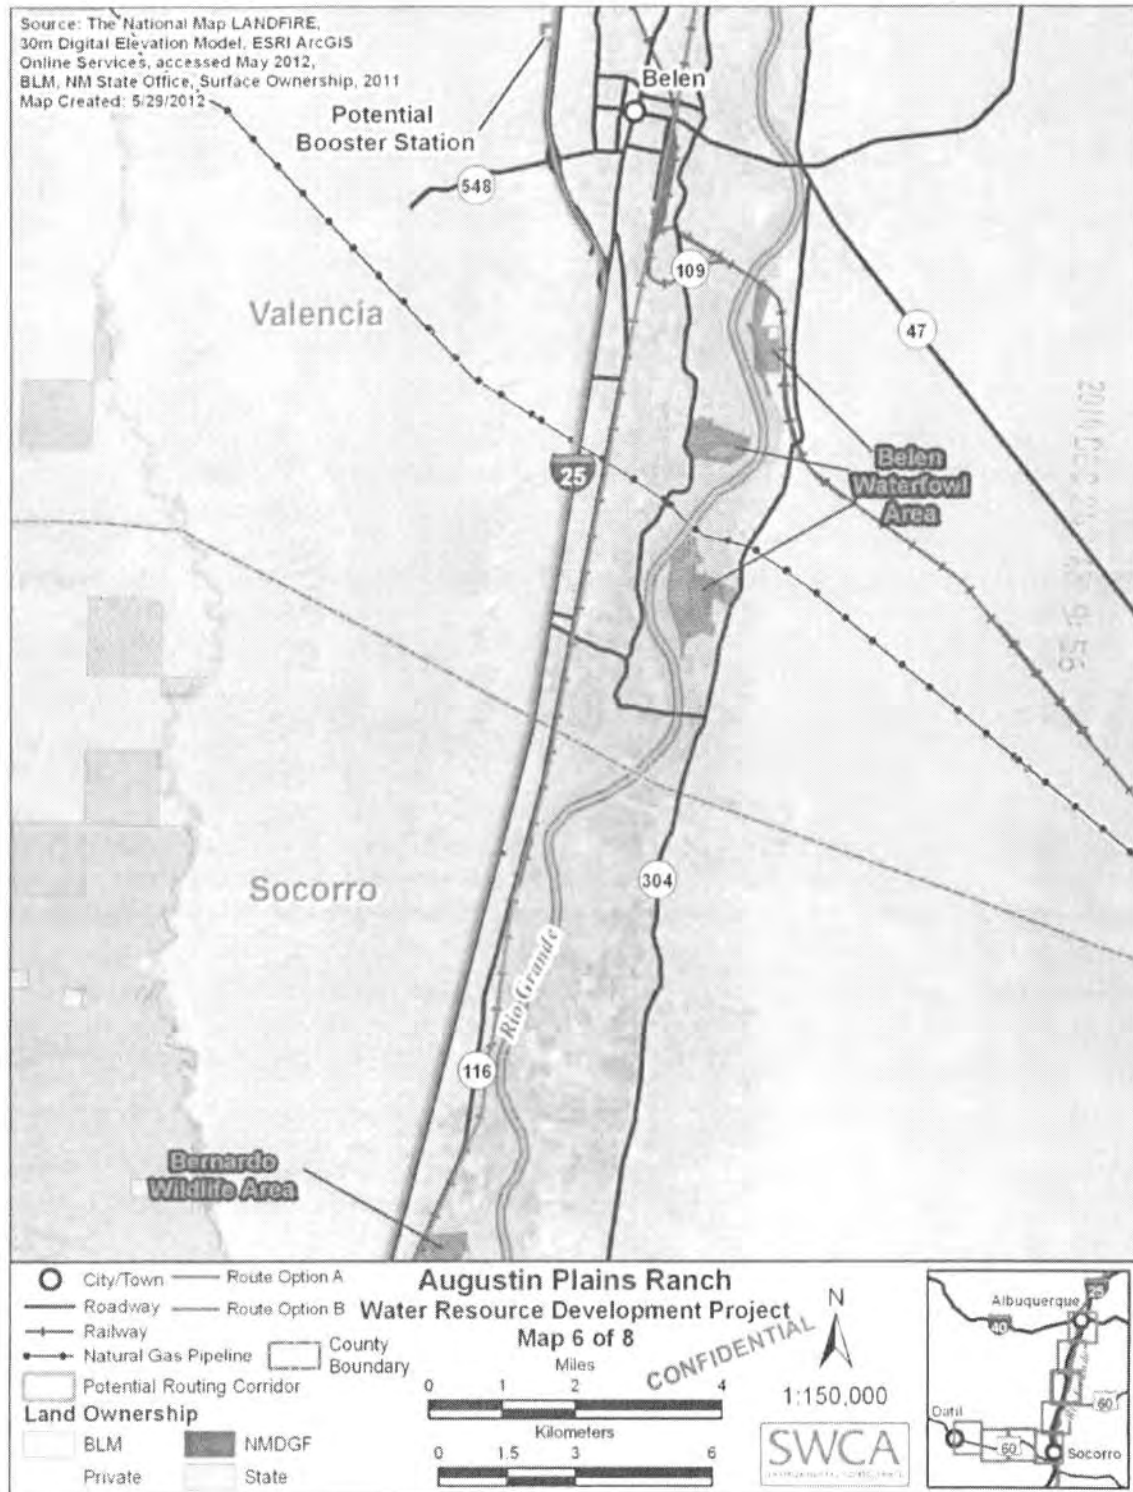 Source: The National Map LANDFIRE,
30m Digital Elevation Model, ESRI ArcGIS
Online Services, accessed May 2012,
BLM, NM State Office, Surface Ownership, 2011
Map Created: 5/29/2012
Belen
Potential
Booster Station
548
109
Valencia
47
Belen
Waterfowl
Area
25
Socorro
304
Rio Grande
116
Bernardo
Wildlife Area
City/Town
Roadway
Railway
Natural Gas Pipeline
Potential Routing Corridor
Land Ownership
BLM
NMDGF
Private
State
Route Option A
Route Option B
County
Boundary
Augustin Plains Ranch
Water Resource Development Project
Map 6 of 8
CONFIDENTIAL
Miles
0 1 2 4
Kilometers
0 1.5 3 6
N
1:150,000
SWCA
25
Albuquerque
40
Datil
60
60
Socorro